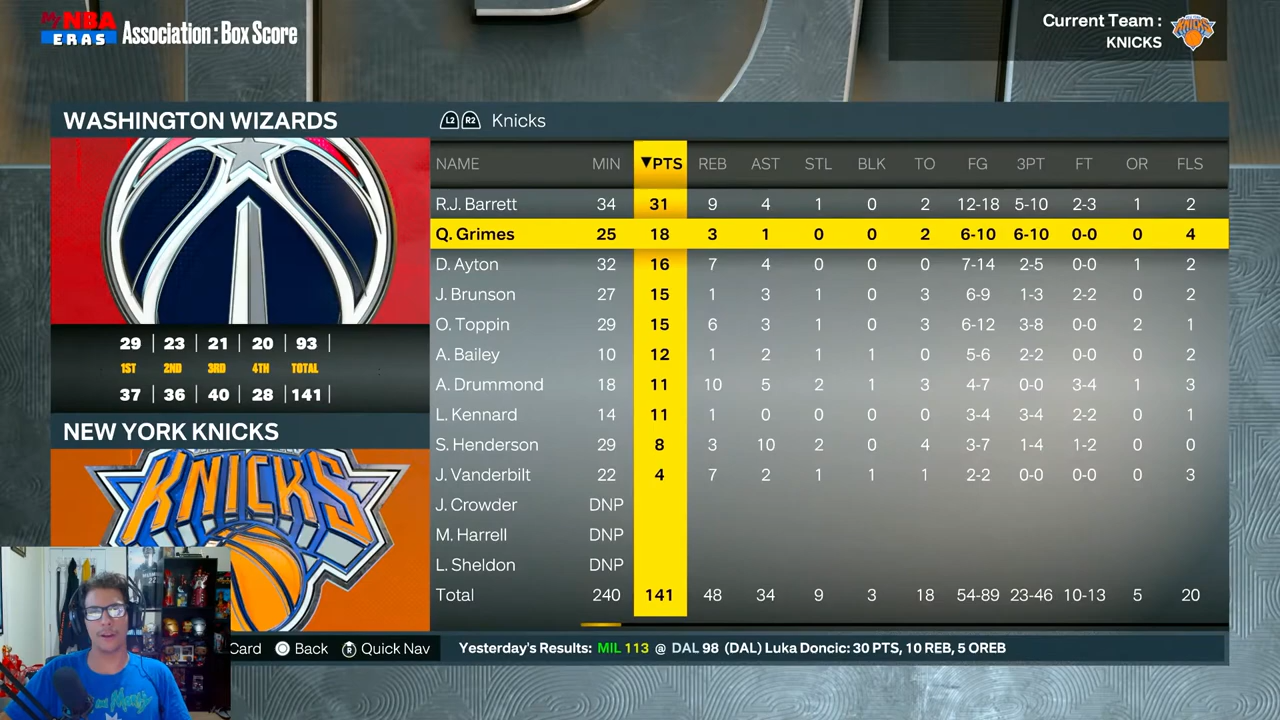 My NBA ERAS Association : Box Score
Current Team :
KNICKS
KNICKS
WASHINGTON WIZARDS
L2 R2 Knicks
NAME MIN ▼PTS REB AST STL BLK TO FG 3PT FT OR FLS
R.J. Barrett 34 31 9 4 1 0 2 12-18 5-10 2-3 1 2
Q. Grimes 25 18 3 1 0 0 2 6-10 6-10 0-0 0 4
D. Ayton 32 16 7 4 0 0 0 7-14 2-5 0-0 1 2
J. Brunson 27 15 1 3 1 0 3 6-9 1-3 2-2 0 2
O. Toppin 29 15 6 3 1 0 3 6-12 3-8 0-0 2 1
A. Bailey 10 12 1 2 1 1 0 5-6 2-2 0-0 0 2
A. Drummond 18 11 10 5 2 1 3 4-7 0-0 3-4 1 3
L. Kennard 14 11 1 0 0 0 0 3-4 3-4 2-2 0 1
S. Henderson 29 8 3 10 2 0 4 3-7 1-4 1-2 0 0
J. Vanderbilt 22 4 7 2 1 1 1 2-2 0-0 0-0 0 3
J. Crowder DNP
M. Harrell DNP
L. Sheldon DNP
Total 240 141 48 34 9 3 18 54-89 23-46 10-13 5 20
29 | 23 | 21 | 20 | 93 |
1ST 2ND 3RD 4TH TOTAL
37 | 36 | 40 | 28 | 141 |
NEW YORK KNICKS
KNICKS
Card Back R Quick Nav
Yesterday's Results: MIL 113 @ DAL 98 (DAL) Luka Doncic: 30 PTS, 10 REB, 5 OREB